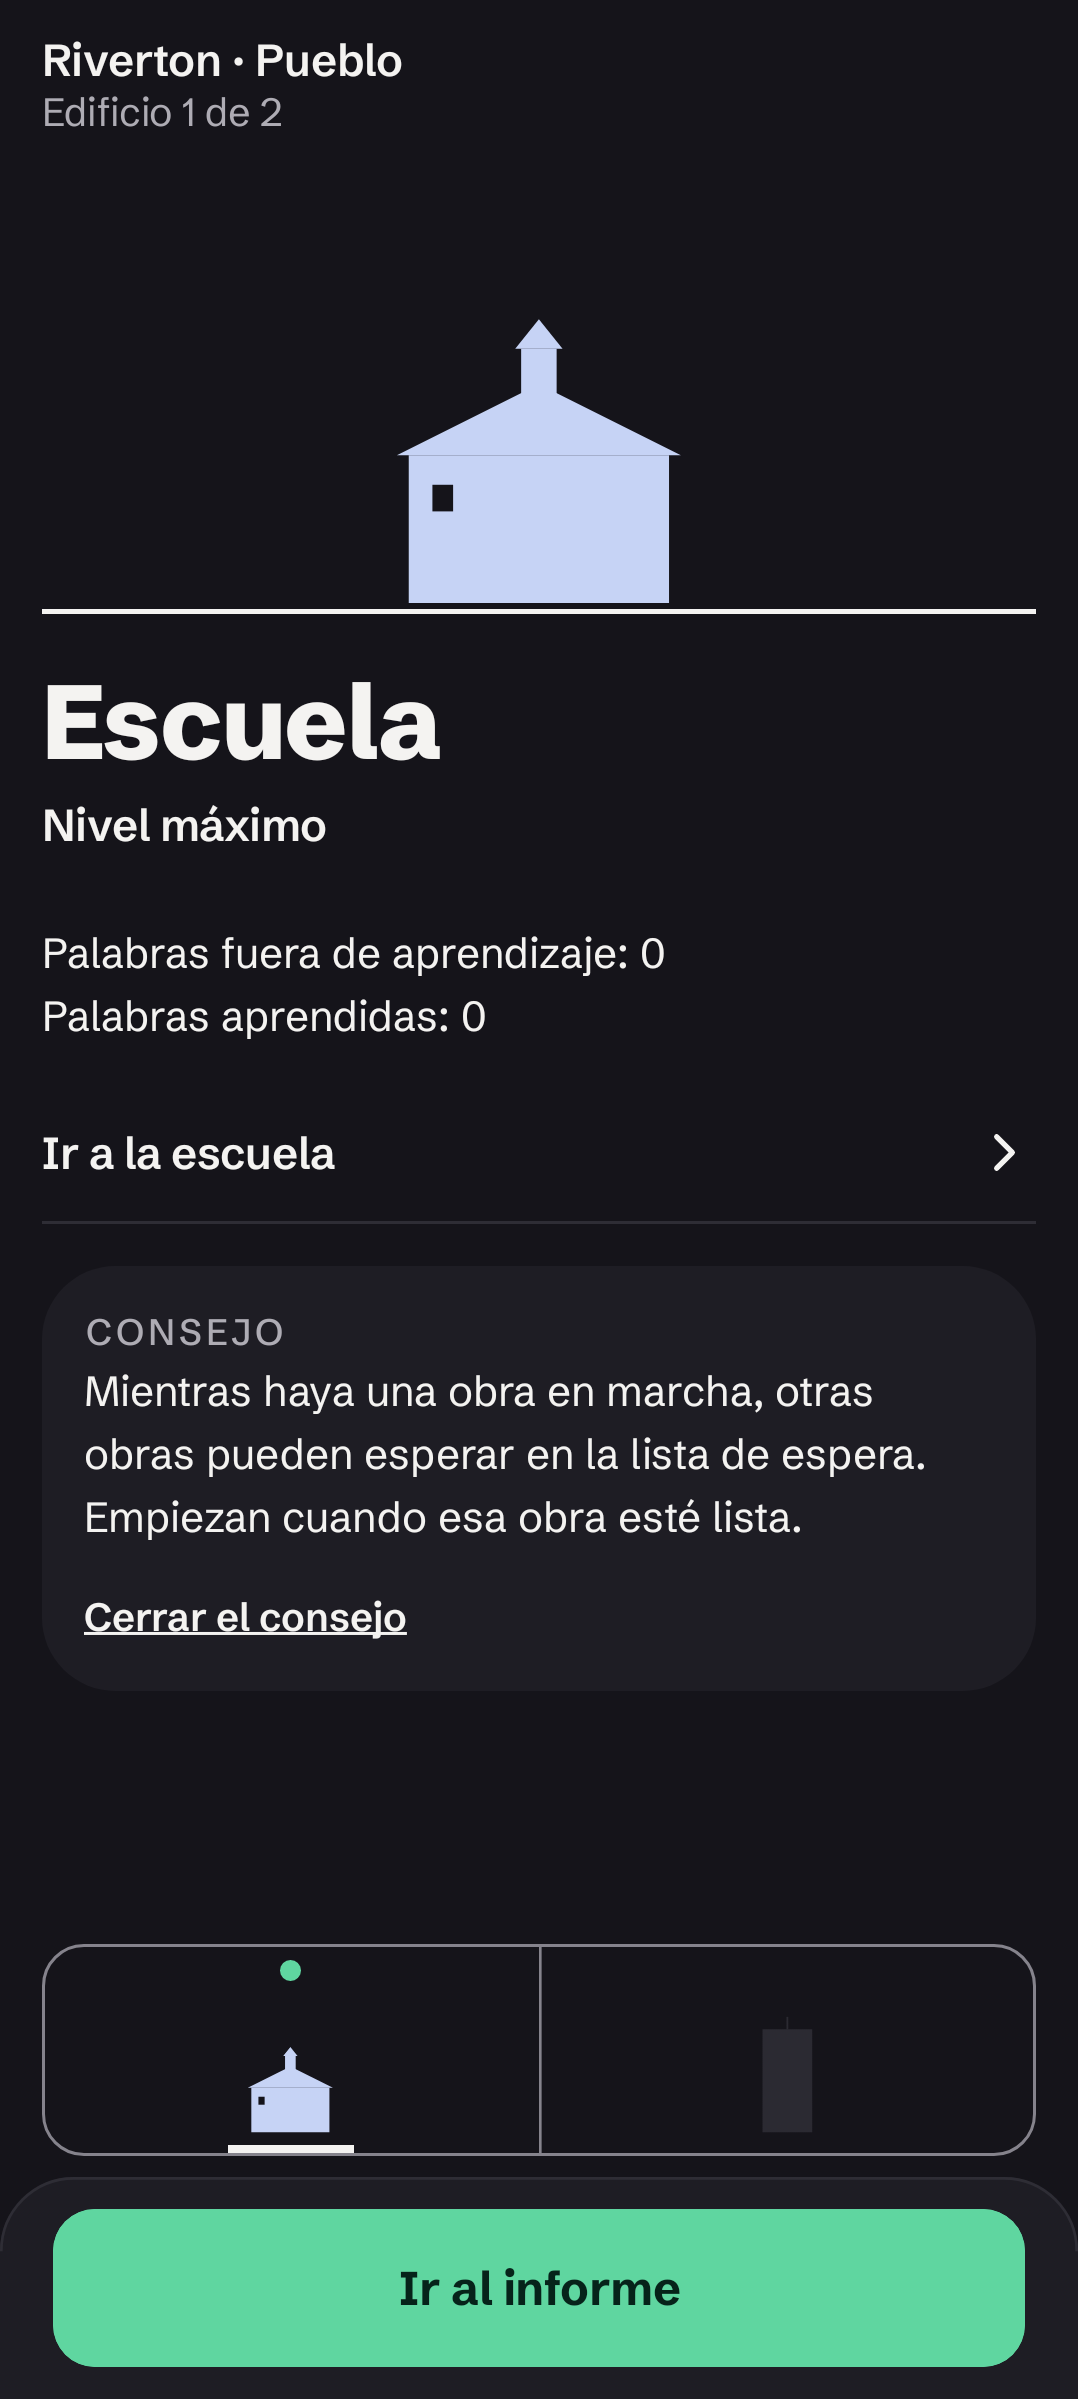 Riverton · Pueblo
Edificio 1 de 2
Escuela
Nivel máximo
Palabras fuera de aprendizaje: 0
Palabras aprendidas: 0
Ir a la escuela
CONSEJO
Mientras haya una obra en marcha, otras
obras pueden esperar en la lista de espera.
Empiezan cuando esa obra esté lista.
Cerrar el consejo
Ir al informe